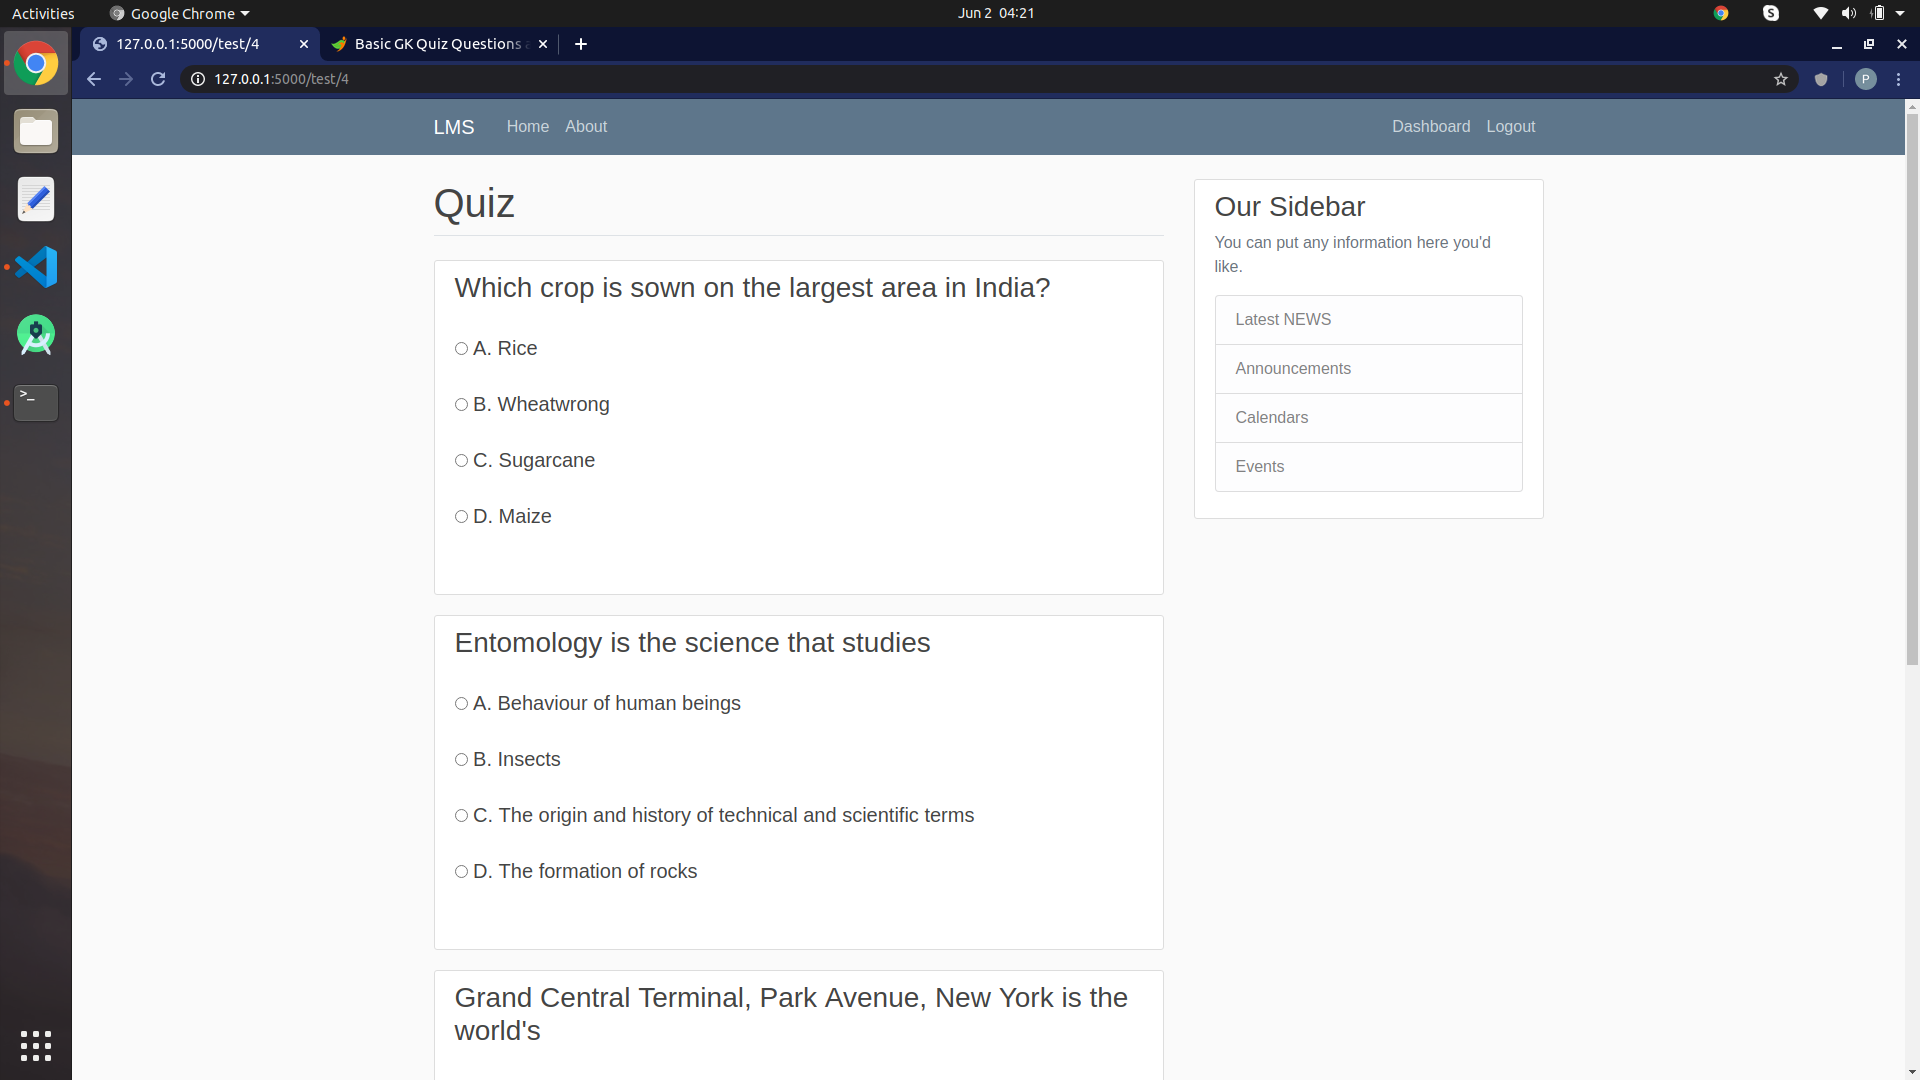 Activities
Google Chrome
Jun 2 04:21
127.0.0.1:5000/test/4
Basic GK Quiz Questions
127.0.0.1:5000/test/4
P
LMS
Home
About
Dashboard
Logout
Quiz
Which crop is sown on the largest area in India?
A. Rice
B. Wheatwrong
C. Sugarcane
D. Maize
Entomology is the science that studies
A. Behaviour of human beings
B. Insects
C. The origin and history of technical and scientific terms
D. The formation of rocks
Grand Central Terminal, Park Avenue, New York is the
world's
Our Sidebar
You can put any information here you'd
like.
Latest NEWS
Announcements
Calendars
Events